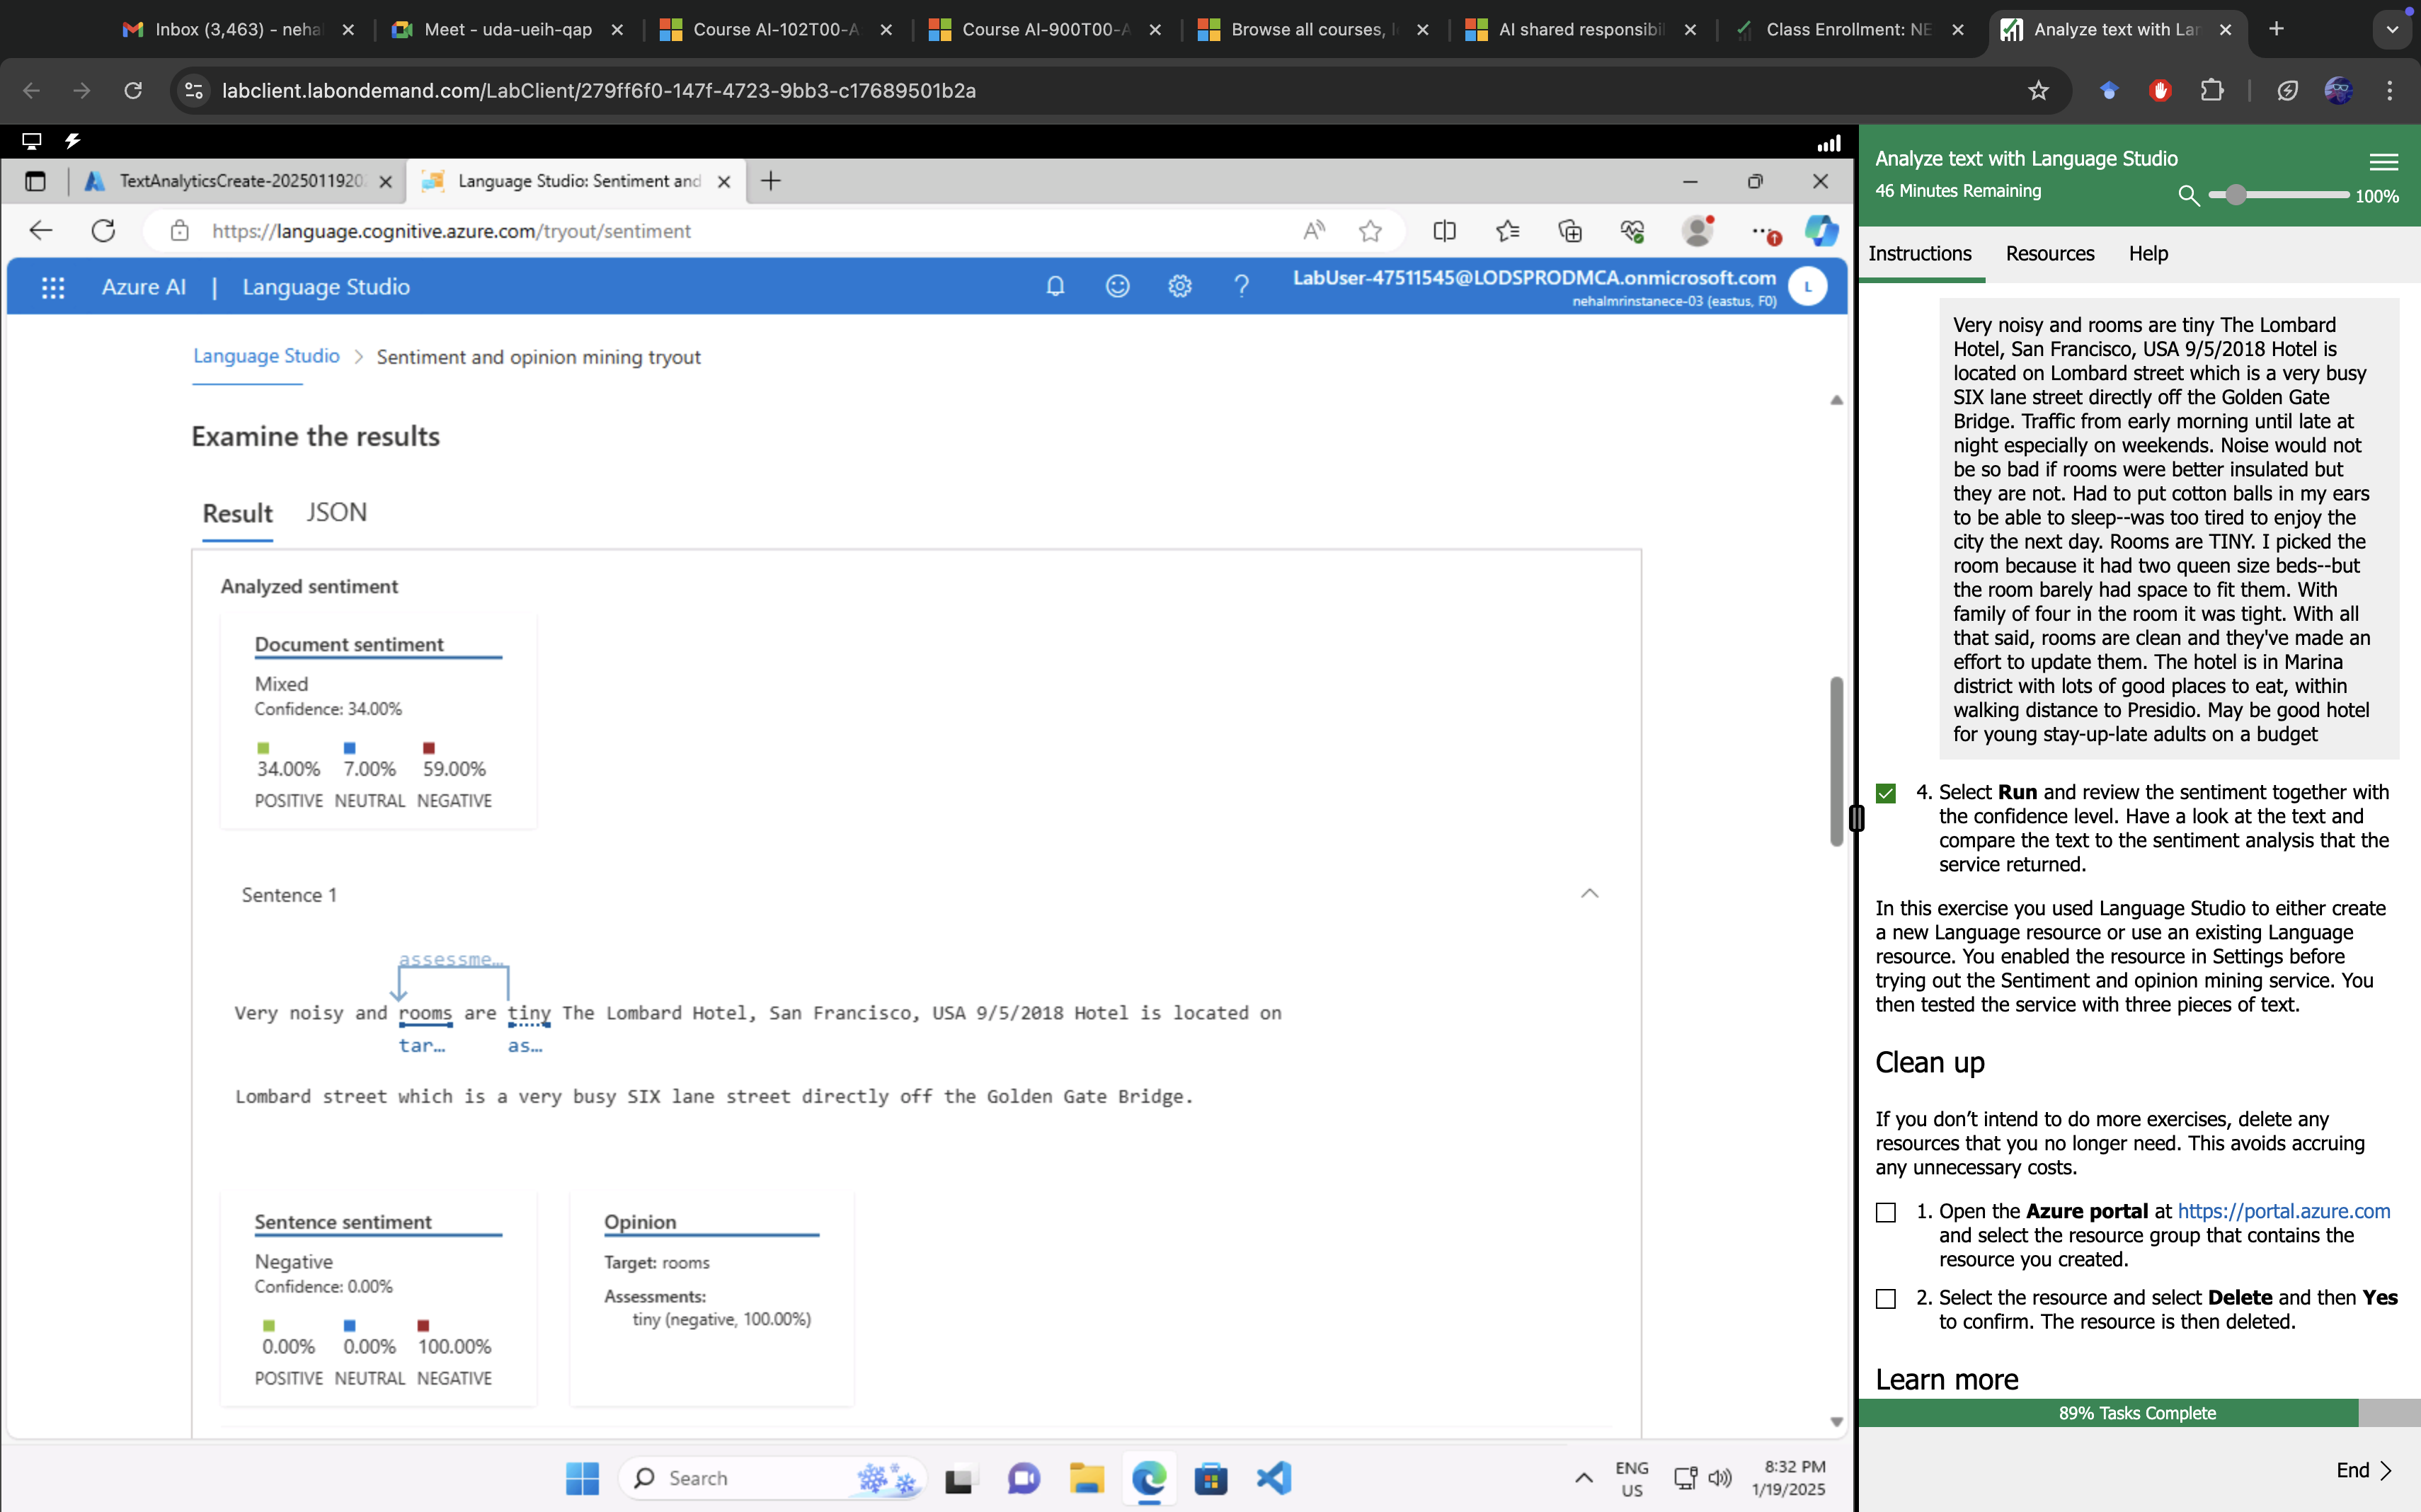 Inbox (3,463) - neha
Meet - uda-ueih-qap
Course AI-102T00-A
Course AI-900T00-A
Browse all courses, l
AI shared responsibil
Class Enrollment: NE
Analyze text with Lan
labclient.labondemand.com/LabClient/279ff6f0-147f-4723-9bb3-c17689501b2a
TextAnalyticsCreate-202501192
Language Studio: Sentiment and
https://language.cognitive.azure.com/tryout/sentiment
Azure AI | Language Studio
LabUser-47511545@LODSPRODMCA.onmicrosoft.com
nehalmrinstanece-03 (eastus, F0)
L
Language Studio > Sentiment and opinion mining tryout
Examine the results
Result JSON
Analyzed sentiment
Document sentiment
Mixed
Confidence: 34.00%
34.00% 7.00% 59.00%
POSITIVE NEUTRAL NEGATIVE
Sentence 1
assessme...
Very noisy and rooms are tiny The Lombard Hotel, San Francisco, USA 9/5/2018 Hotel is located on
tar... as...
Lombard street which is a very busy SIX lane street directly off the Golden Gate Bridge.
Sentence sentiment
Negative
Confidence: 0.00%
0.00% 0.00% 100.00%
POSITIVE NEUTRAL NEGATIVE
Opinion
Target: rooms
Assessments:
tiny (negative, 100.00%)
Search
ENG
US
8:32 PM
1/19/2025
Analyze text with Language Studio
46 Minutes Remaining
100%
Instructions Resources Help
Very noisy and rooms are tiny The Lombard
Hotel, San Francisco, USA 9/5/2018 Hotel is
located on Lombard street which is a very busy
SIX lane street directly off the Golden Gate
Bridge. Traffic from early morning until late at
night especially on weekends. Noise would not
be so bad if rooms were better insulated but
they are not. Had to put cotton balls in my ears
to be able to sleep--was too tired to enjoy the
city the next day. Rooms are TINY. I picked the
room because it had two queen size beds--but
the room barely had space to fit them. With
family of four in the room it was tight. With all
that said, rooms are clean and they've made an
effort to update them. The hotel is in Marina
district with lots of good places to eat, within
walking distance to Presidio. May be good hotel
for young stay-up-late adults on a budget
4. Select Run and review the sentiment together with
the confidence level. Have a look at the text and
compare the text to the sentiment analysis that the
service returned.
In this exercise you used Language Studio to either create
a new Language resource or use an existing Language
resource. You enabled the resource in Settings before
trying out the Sentiment and opinion mining service. You
then tested the service with three pieces of text.
Clean up
If you don’t intend to do more exercises, delete any
resources that you no longer need. This avoids accruing
any unnecessary costs.
1. Open the Azure portal at https://portal.azure.com
and select the resource group that contains the
resource you created.
2. Select the resource and select Delete and then Yes
to confirm. The resource is then deleted.
Learn more
89% Tasks Complete
End